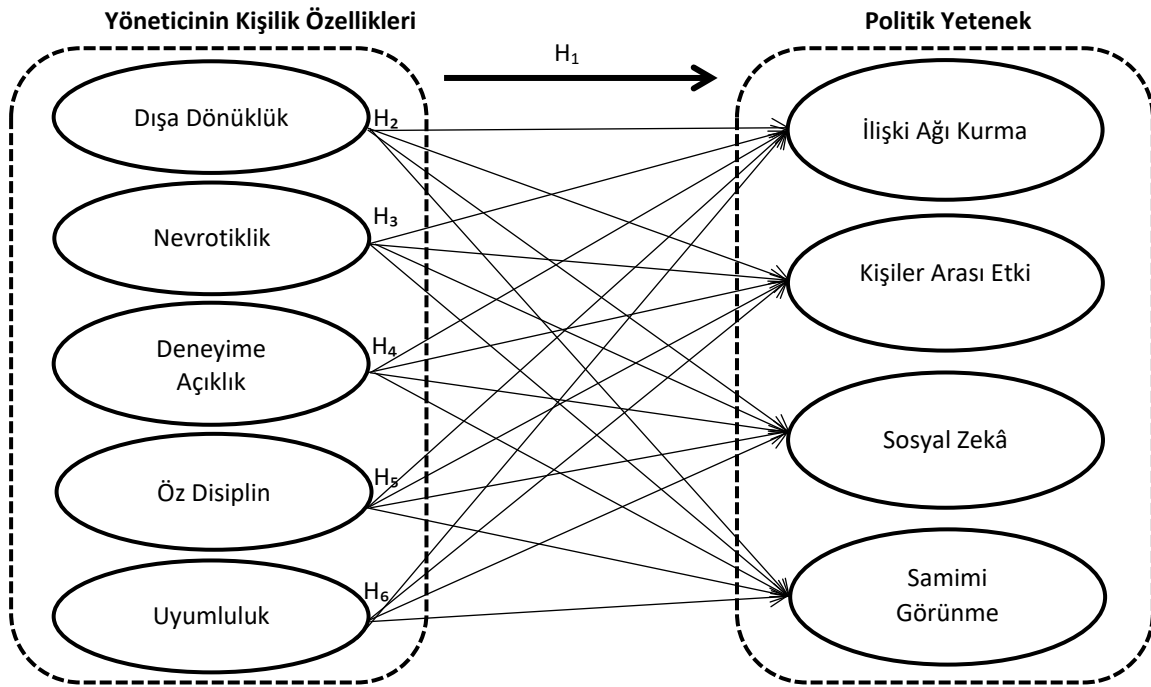 Yöneticinin Kişilik Özellikleri
Politik Yetenek
H₁
Dışa Dönüklük
H₂
İlişki Ağı Kurma
Nevrotiklik
H₃
Kişiler Arası Etki
Deneyime
Açıklık
H₄
Sosyal Zekâ
Öz Disiplin
H₅
Samimi
Görünme
Uyumluluk
H₆